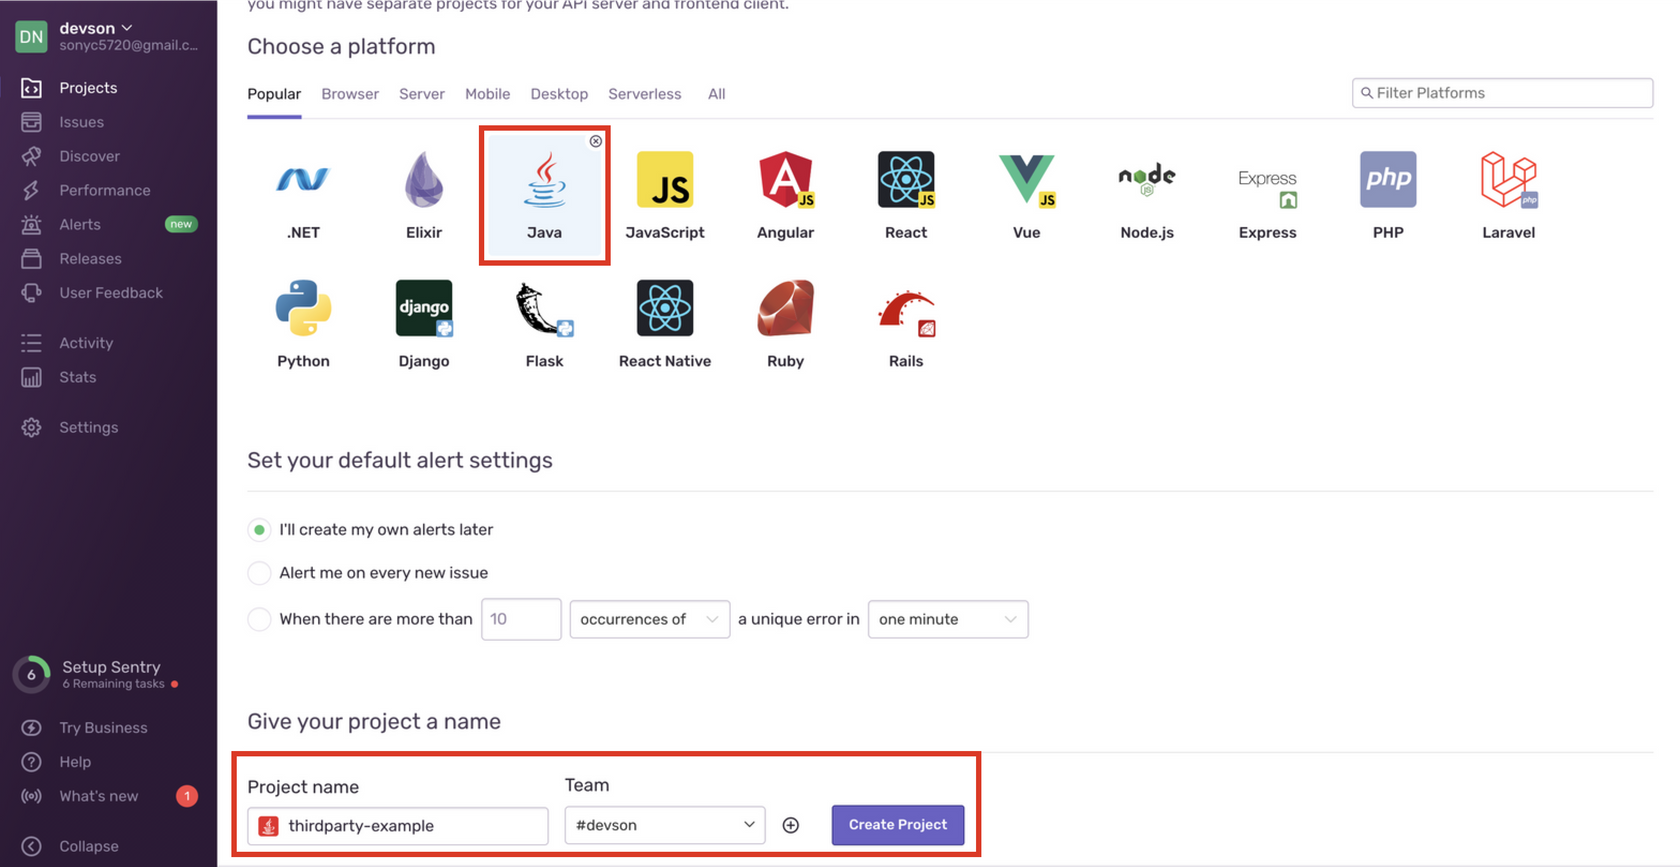 DN
devson
sonyc5720@gmail.c...
Projects
Issues
Discover
Performance
Alerts
new
Releases
User Feedback
Activity
Stats
Settings
6
Setup Sentry
6 Remaining tasks
Try Business
Help
What's new
1
Collapse
you might have separate projects for your API server and frontend client.
Choose a platform
Popular Browser Server Mobile Desktop Serverless All
Filter Platforms
JS
JS
JS
JS
node
JS
Express
php
php
.NET Elixir Java JavaScript Angular React Vue Node.js Express PHP Laravel
django
Python Django Flask React Native Ruby Rails
Set your default alert settings
I'll create my own alerts later
Alert me on every new issue
When there are more than 10 occurrences of a unique error in one minute
Give your project a name
Project name
Team
thirdparty-example
#devson
Create Project